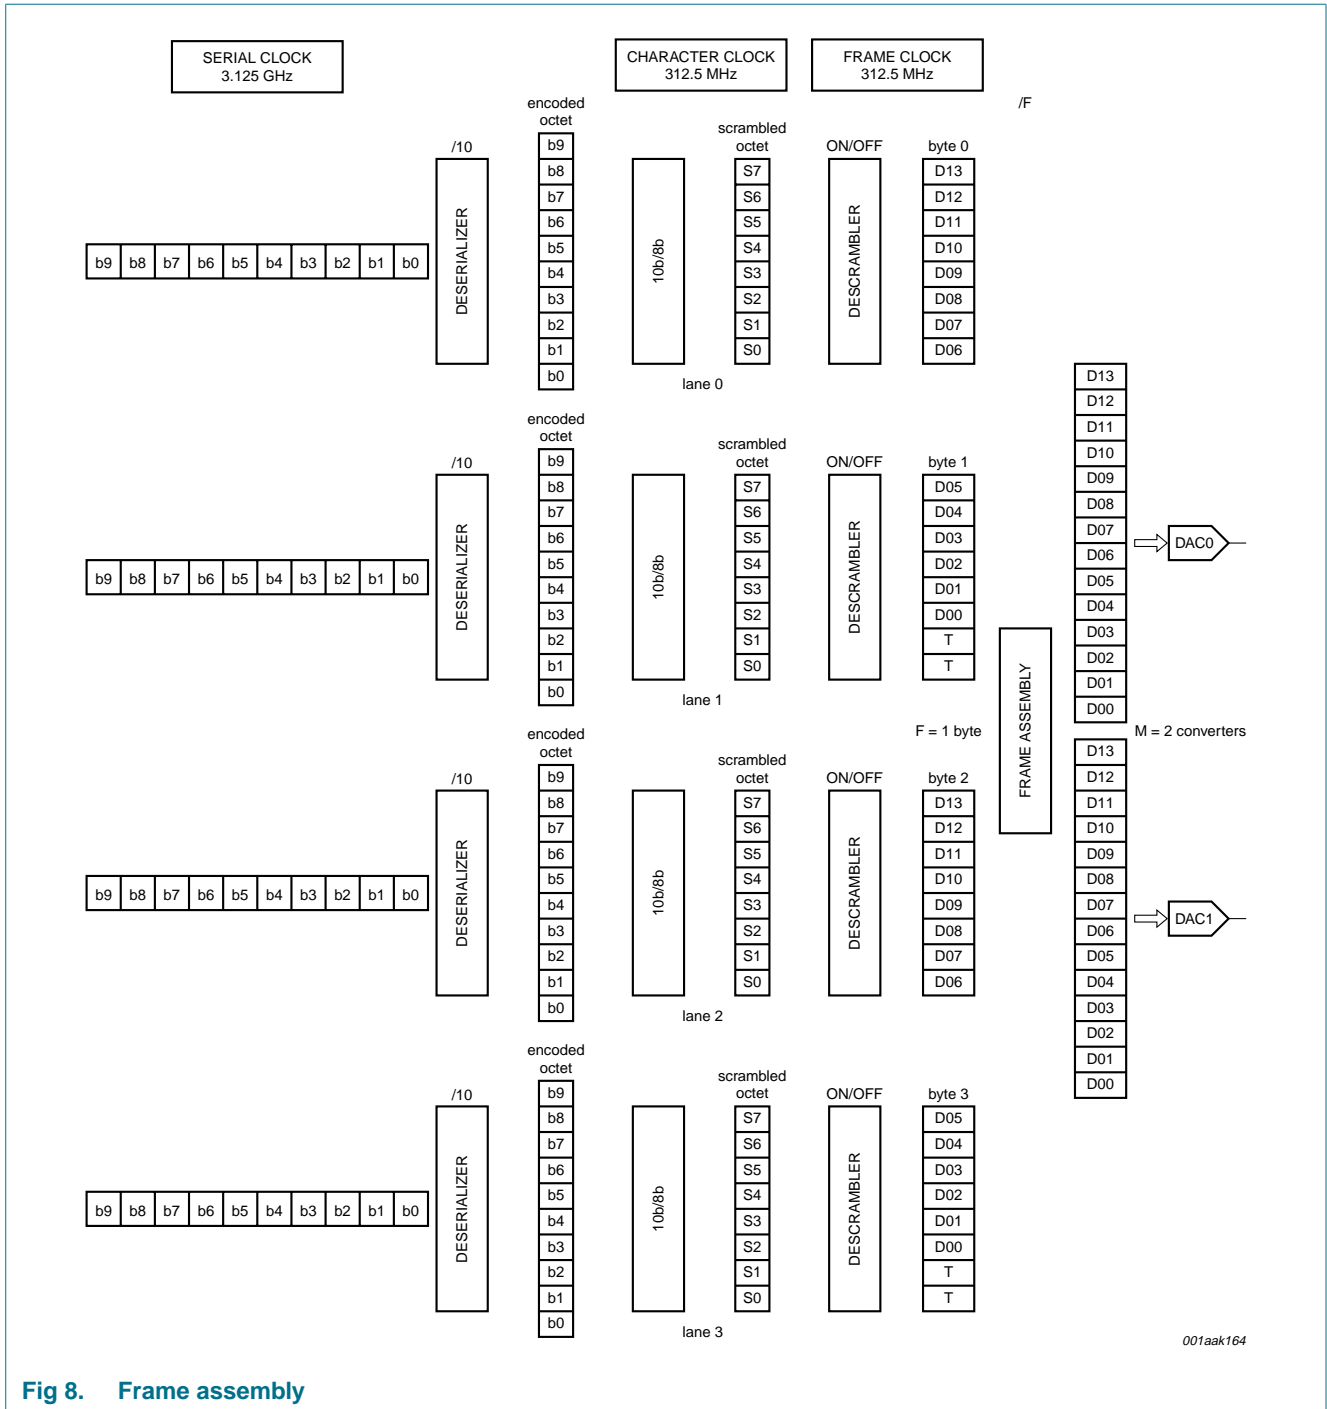 SERIAL CLOCK
3.125 GHz
CHARACTER CLOCK
312.5 MHz
FRAME CLOCK
312.5 MHz
/F
encoded
octet
/10
DESERIALIZER
b9 b8 b7 b6 b5 b4 b3 b2 b1 b0
b9
b8
b7
b6
b5
b4
b3
b2
b1
b0
10b/8b
lane 0
scrambled
octet
S7
S6
S5
S4
S3
S2
S1
S0
ON/OFF
DESCRAMBLER
byte 0
D13
D12
D11
D10
D09
D08
D07
D06
encoded
octet
/10
DESERIALIZER
b9 b8 b7 b6 b5 b4 b3 b2 b1 b0
b9
b8
b7
b6
b5
b4
b3
b2
b1
b0
10b/8b
lane 1
scrambled
octet
S7
S6
S5
S4
S3
S2
S1
S0
ON/OFF
DESCRAMBLER
byte 1
D05
D04
D03
D02
D01
D00
T
T
F = 1 byte
encoded
octet
/10
DESERIALIZER
b9 b8 b7 b6 b5 b4 b3 b2 b1 b0
b9
b8
b7
b6
b5
b4
b3
b2
b1
b0
10b/8b
lane 2
scrambled
octet
S7
S6
S5
S4
S3
S2
S1
S0
ON/OFF
DESCRAMBLER
byte 2
D13
D12
D11
D10
D09
D08
D07
D06
encoded
octet
/10
DESERIALIZER
b9 b8 b7 b6 b5 b4 b3 b2 b1 b0
b9
b8
b7
b6
b5
b4
b3
b2
b1
b0
10b/8b
lane 3
scrambled
octet
S7
S6
S5
S4
S3
S2
S1
S0
ON/OFF
DESCRAMBLER
byte 3
D05
D04
D03
D02
D01
D00
T
T
FRAME ASSEMBLY
D13
D12
D11
D10
D09
D08
D07
D06
D05
D04
D03
D02
D01
D00
DAC0
M = 2 converters
D13
D12
D11
D10
D09
D08
D07
D06
D05
D04
D03
D02
D01
D00
DAC1
001aak164
Fig 8. Frame assembly